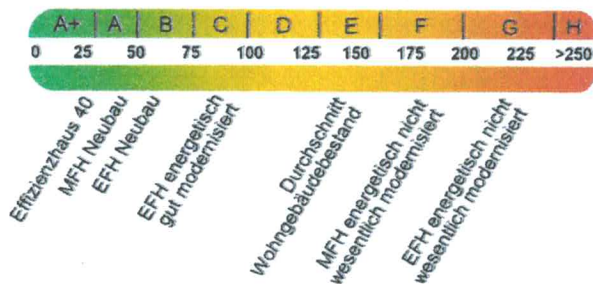 A+ A B C D E F G H
0 25 50 75 100 125 150 175 200 225 >250
Effizienzhaus 40
MFH Neubau
EFH Neubau
EFH energetisch
gut modernisiert
Durchschnitt
Wohngebäudebestand
MFH energetisch nicht
wesentlich modernisiert
EFH energetisch nicht
wesentlich modernisiert